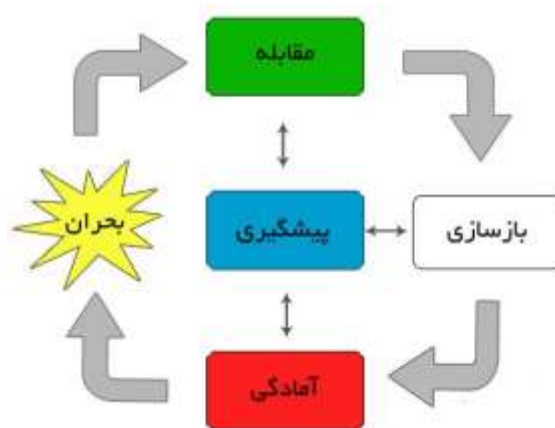 مقابله
بازسازی
پیشگیری
بحران
آمادگی